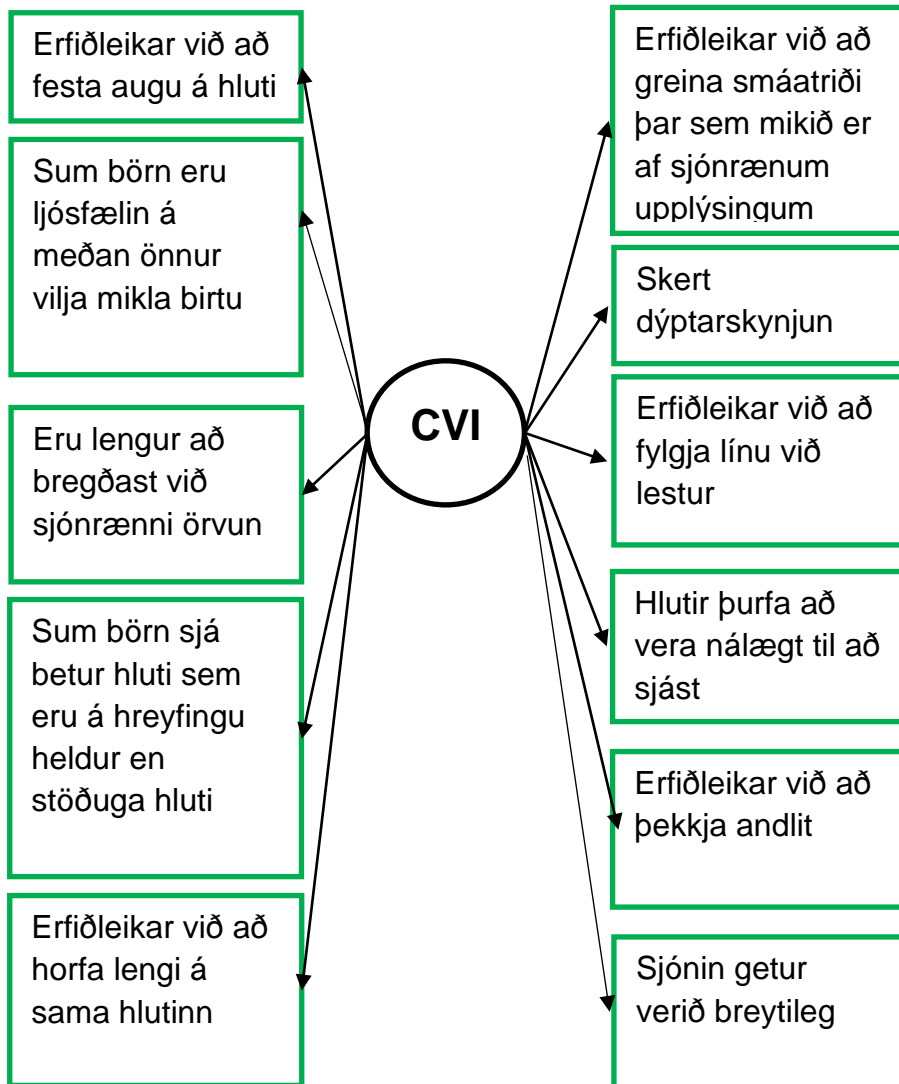 Erfiðleikar við að
festa augu á hluti
Sum börn eru
ljósfælin á
meðan önnur
vilja mikla birtu
Eru lengur að
bregðast við
sjónrænni örvun
Sum börn sjá
betur hluti sem
eru á hreyfingu
heldur en
stöðuga hluti
Erfiðleikar við að
horfa lengi á
sama hlutinn
CVI
Erfiðleikar við að
greina smáatriði
þar sem mikið er
af sjónrænum
upplýsingum
Skert
dýptarskynjun
Erfiðleikar við að
fylgja línu við
lestur
Hlutir þurfa að
vera nálægt til að
sjást
Erfiðleikar við að
þekkja andlit
Sjónin getur
verið breytileg